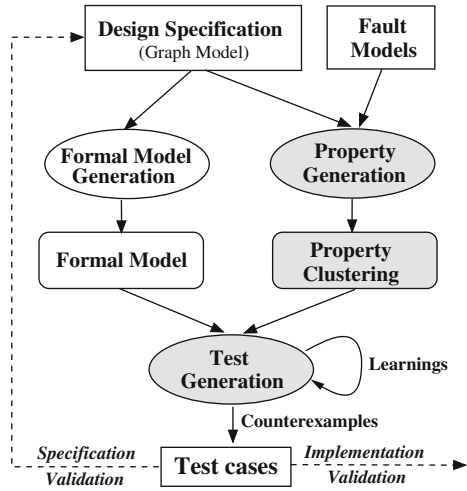 Design Specification
(Graph Model)
Fault
Models
Formal Model
Generation
Property
Generation
Formal Model
Property
Clustering
Test
Generation
Learnings
Counterexamples
Specification
Validation
Test cases
Implementation
Validation